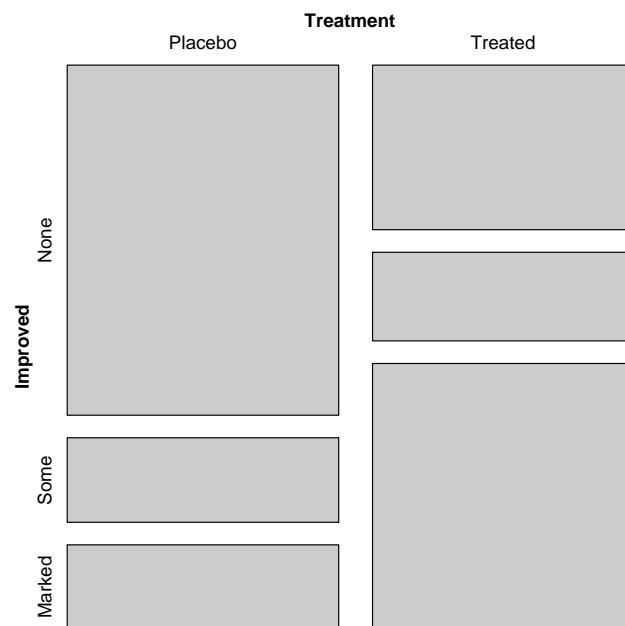 Treatment
Placebo Treated
Improved
None
Some
Marked